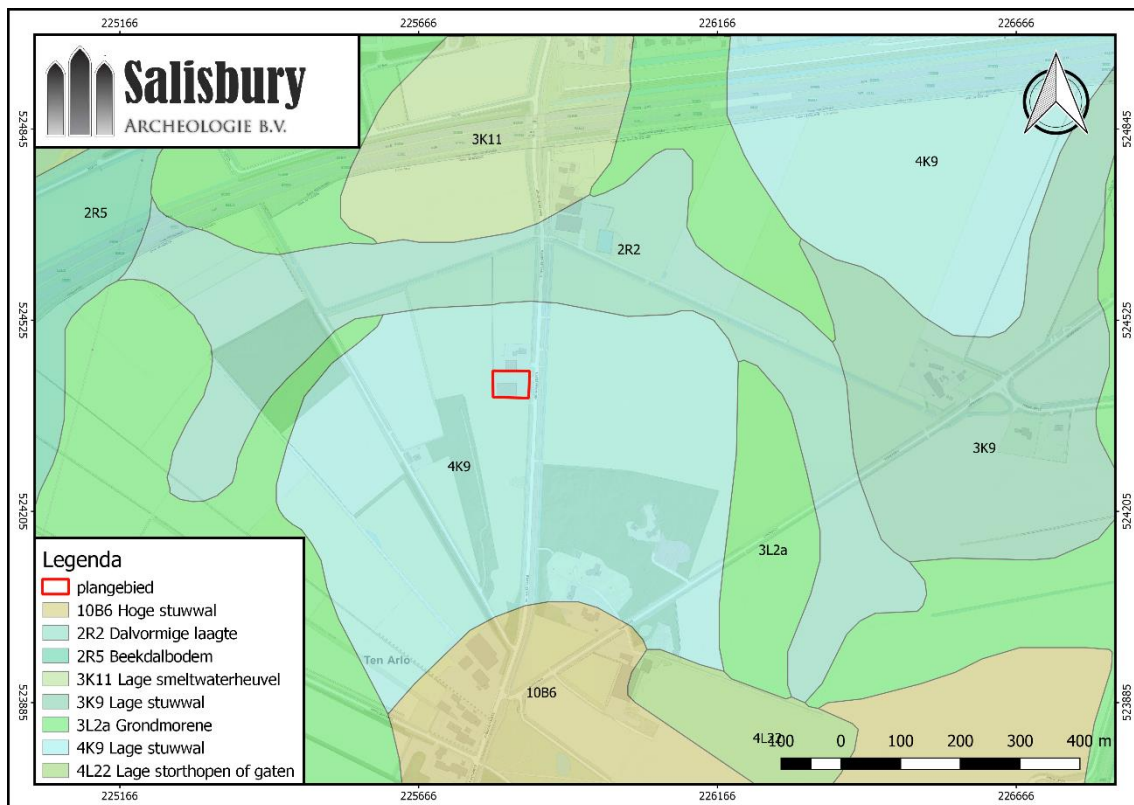 225166 225666 226166 226666
Salisbury
ARCHEOLOGIE B.V.
524845
524845
3K11
4K9
2R5
2R2
524525
524525
4K9
3K9
524205
524205
3L2a
Ten Arlo
10B6
523885
523885
4L22
Legenda
plangebied
10B6 Hoge stuwwal
2R2 Dalvormige laagte
2R5 Beekdalbodem
3K11 Lage smeltwaterheuvel
3K9 Lage stuwwal
3L2a Grondmorene
4K9 Lage stuwwal
4L22 Lage storthopen of gaten
100 0 100 200 300 400 m
225166 225666 226166 226666